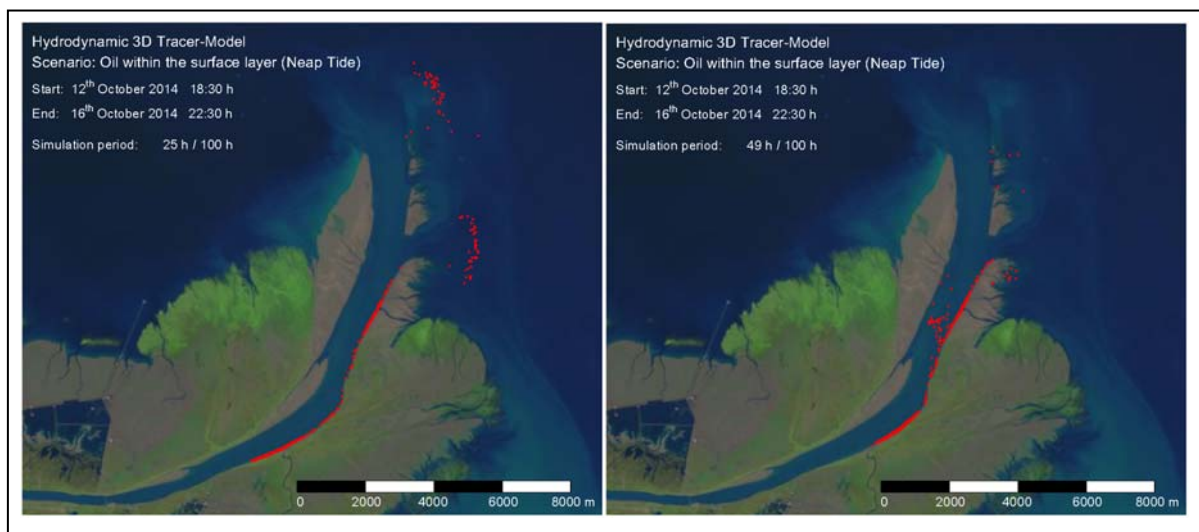 Hydrodynamic 3D Tracer-Model
Scenario: Oil within the surface layer (Neap Tide)
Start: 12th October 2014 18:30 h
End: 16th October 2014 22:30 h
Simulation period: 25 h / 100 h
0 2000 4000 6000 8000 m
Hydrodynamic 3D Tracer-Model
Scenario: Oil within the surface layer (Neap Tide)
Start: 12th October 2014 18:30 h
End: 16th October 2014 22:30 h
Simulation period: 49 h / 100 h
0 2000 4000 6000 8000 m